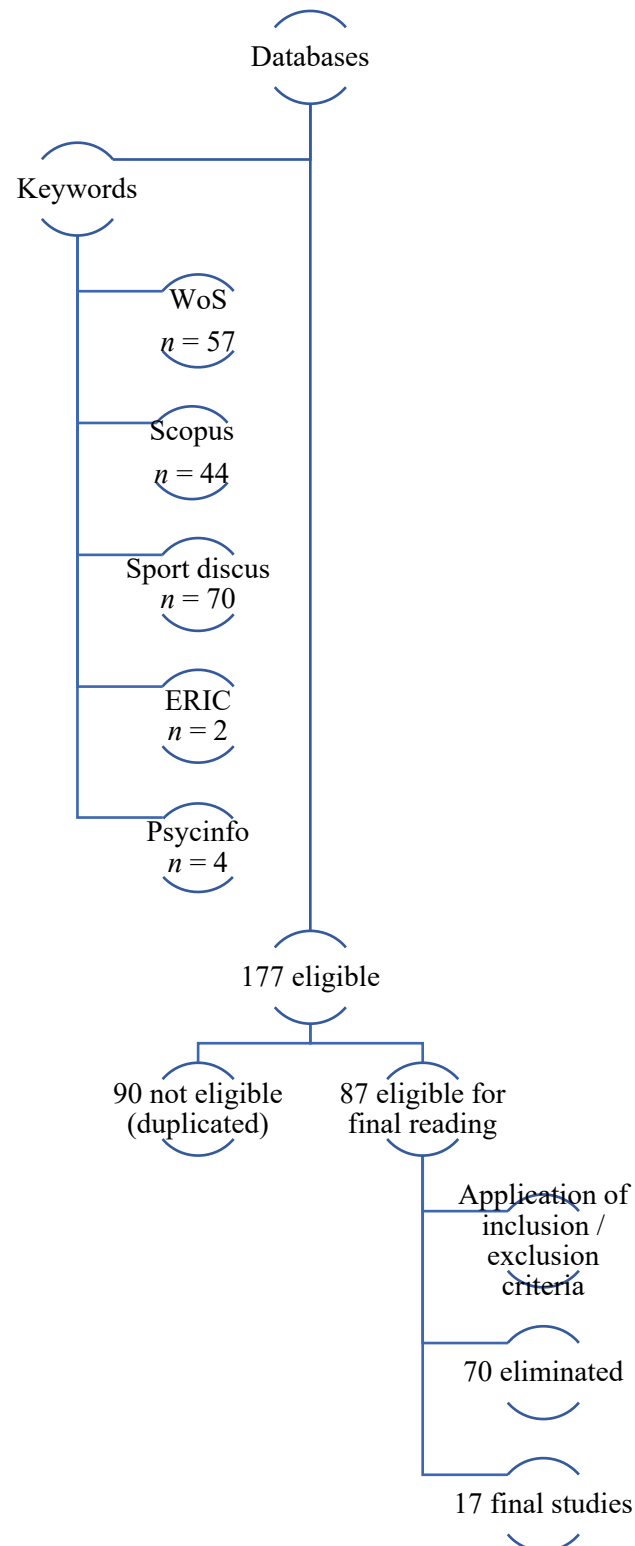 Databases
Keywords
WoS
n = 57
Scopus
n = 44
Sport discus
n = 70
ERIC
n = 2
Psycinfo
n = 4
177 eligible
90 not eligible
(duplicated)
87 eligible for
final reading
Application of
inclusion /
exclusion
criteria
70 eliminated
17 final studies